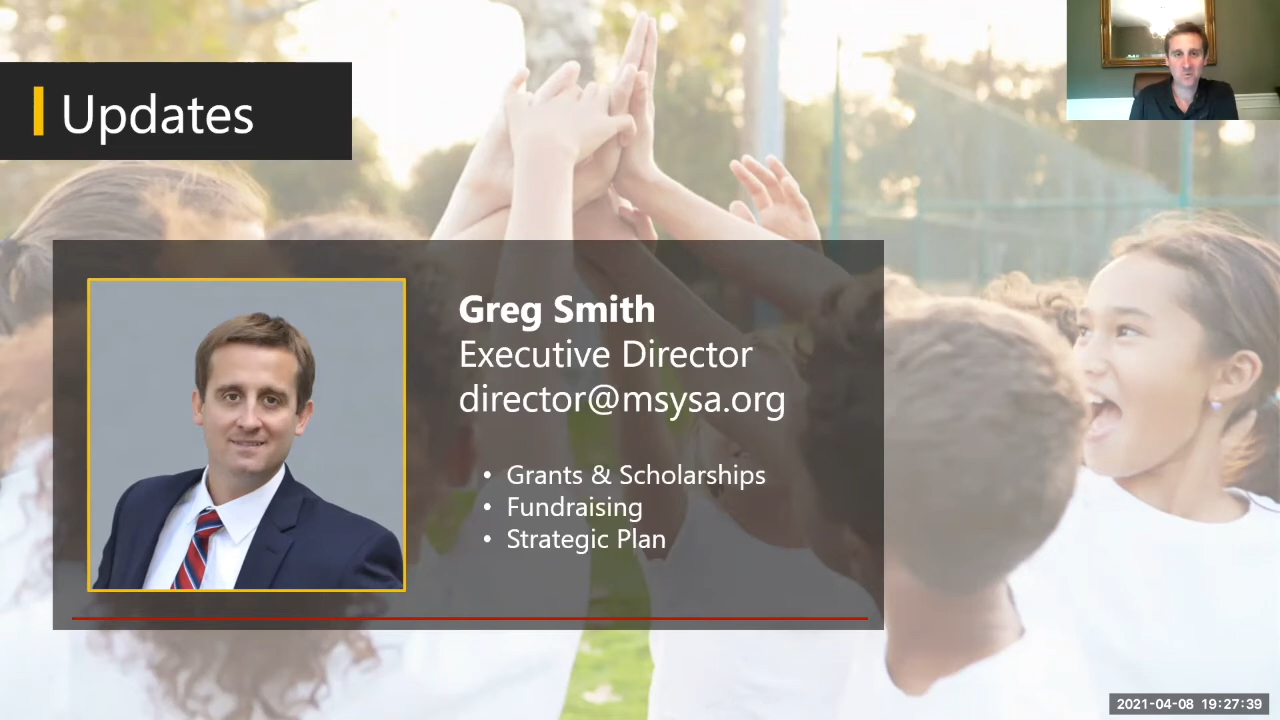 Updates
Greg Smith
Executive Director
director@msysa.org
• Grants & Scholarships
• Fundraising
• Strategic Plan
2021-04-08 19:27:39